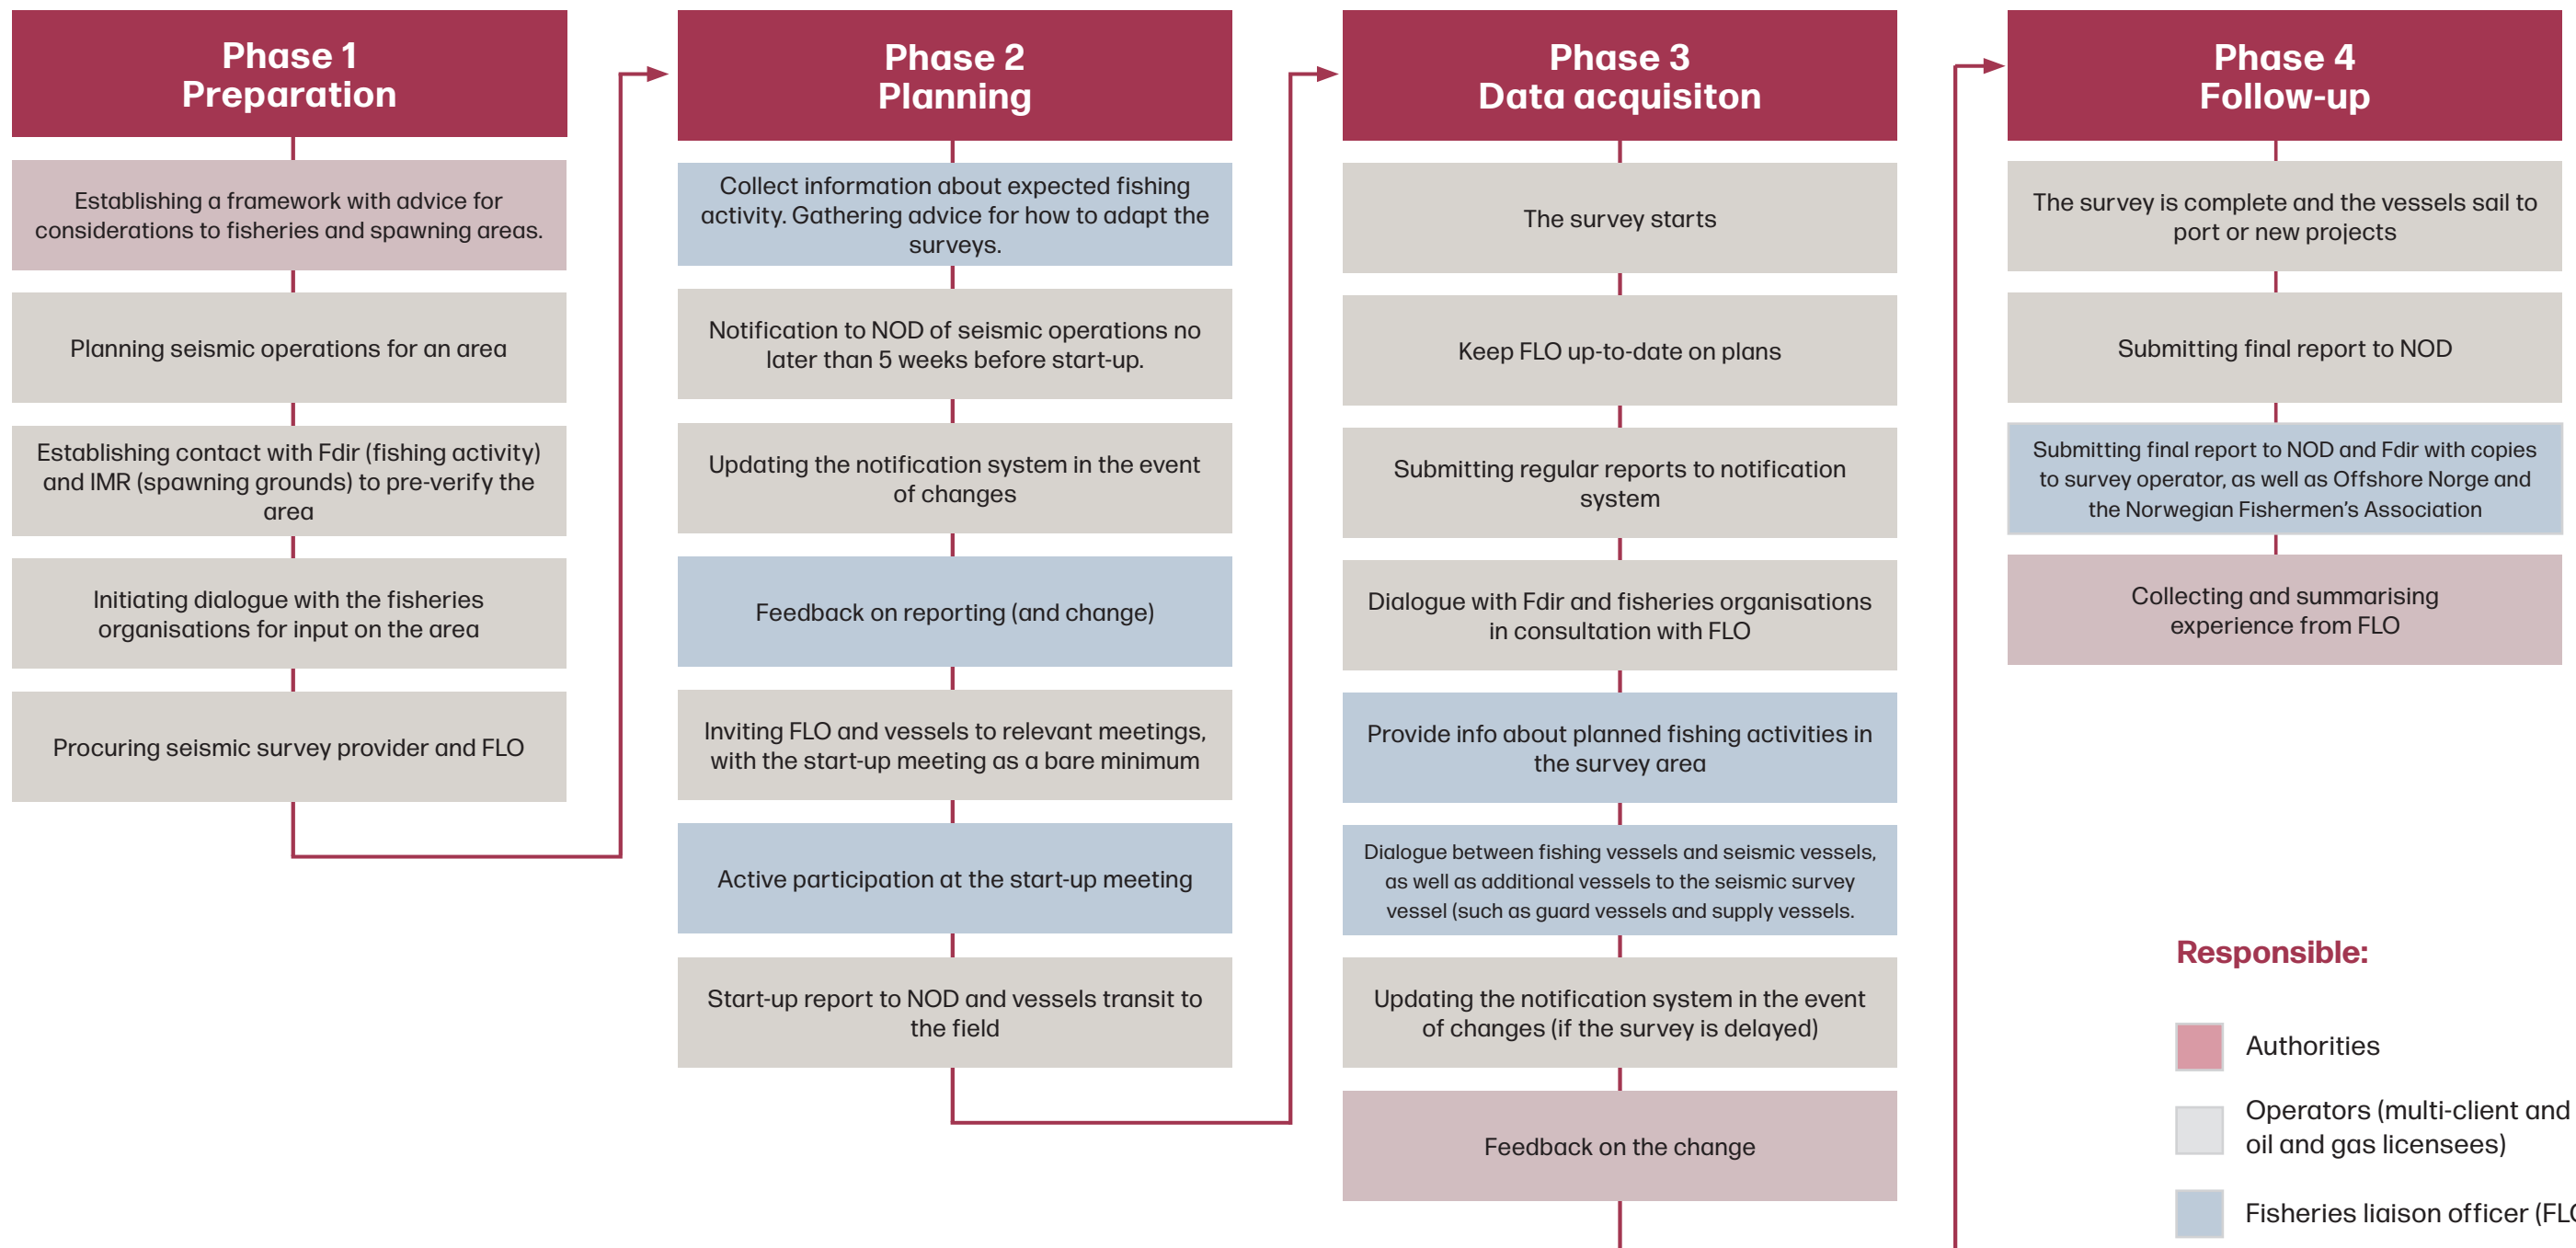 Phase 1
Preparation
Establishing a framework with advice for
considerations to fisheries and spawning areas.
Planning seismic operations for an area
Establishing contact with Fdir (fishing activity)
and IMR (spawning grounds) to pre-verify the
area
Initiating dialogue with the fisheries
organisations for input on the area
Procuring seismic survey provider and FLO
Phase 2
Planning
Collect information about expected fishing
activity. Gathering advice for how to adapt the
surveys.
Notification to NOD of seismic operations no
later than 5 weeks before start-up.
Updating the notification system in the event
of changes
Feedback on reporting (and change)
Inviting FLO and vessels to relevant meetings,
with the start-up meeting as a bare minimum
Active participation at the start-up meeting
Start-up report to NOD and vessels transit to
the field
Phase 3
Data acquisiton
The survey starts
Keep FLO up-to-date on plans
Submitting regular reports to notification
system
Dialogue with Fdir and fisheries organisations
in consultation with FLO
Provide info about planned fishing activities in
the survey area
Dialogue between fishing vessels and seismic vessels,
as well as additional vessels to the seismic survey
vessel (such as guard vessels and supply vessels.
Updating the notification system in the event
of changes (if the survey is delayed)
Feedback on the change
Phase 4
Follow-up
The survey is complete and the vessels sail to
port or new projects
Submitting final report to NOD
Submitting final report to NOD and Fdir with copies
to survey operator, as well as Offshore Norge and
the Norwegian Fishermen's Association
Collecting and summarising
experience from FLO
Responsible:
Authorities
Operators (multi-client and
oil and gas licensees)
Fisheries liaison officer (FLO